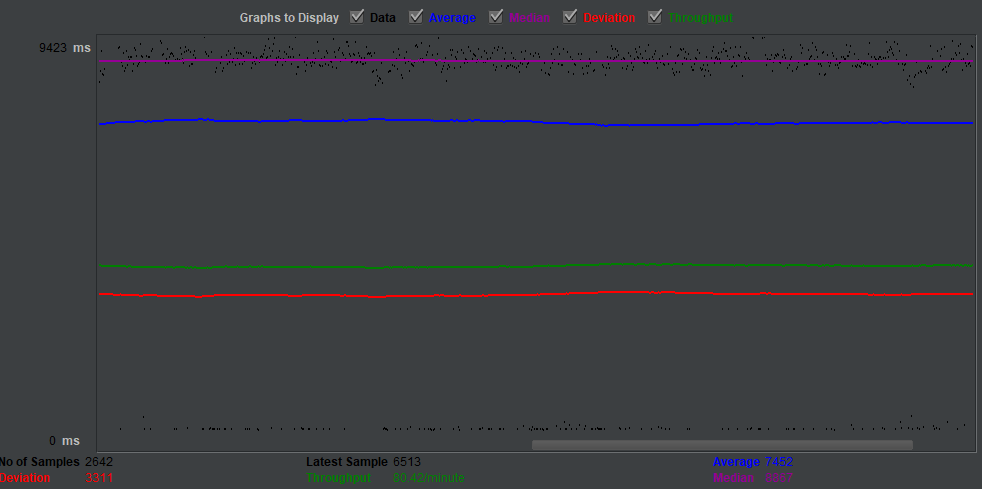 Graphs to Display Data Average Median Deviation Throughput
9423 ms
0 ms
No of Samples 2642 Latest Sample 6513 Average 7452
Deviation 3311 Throughput 80.42/minute Median